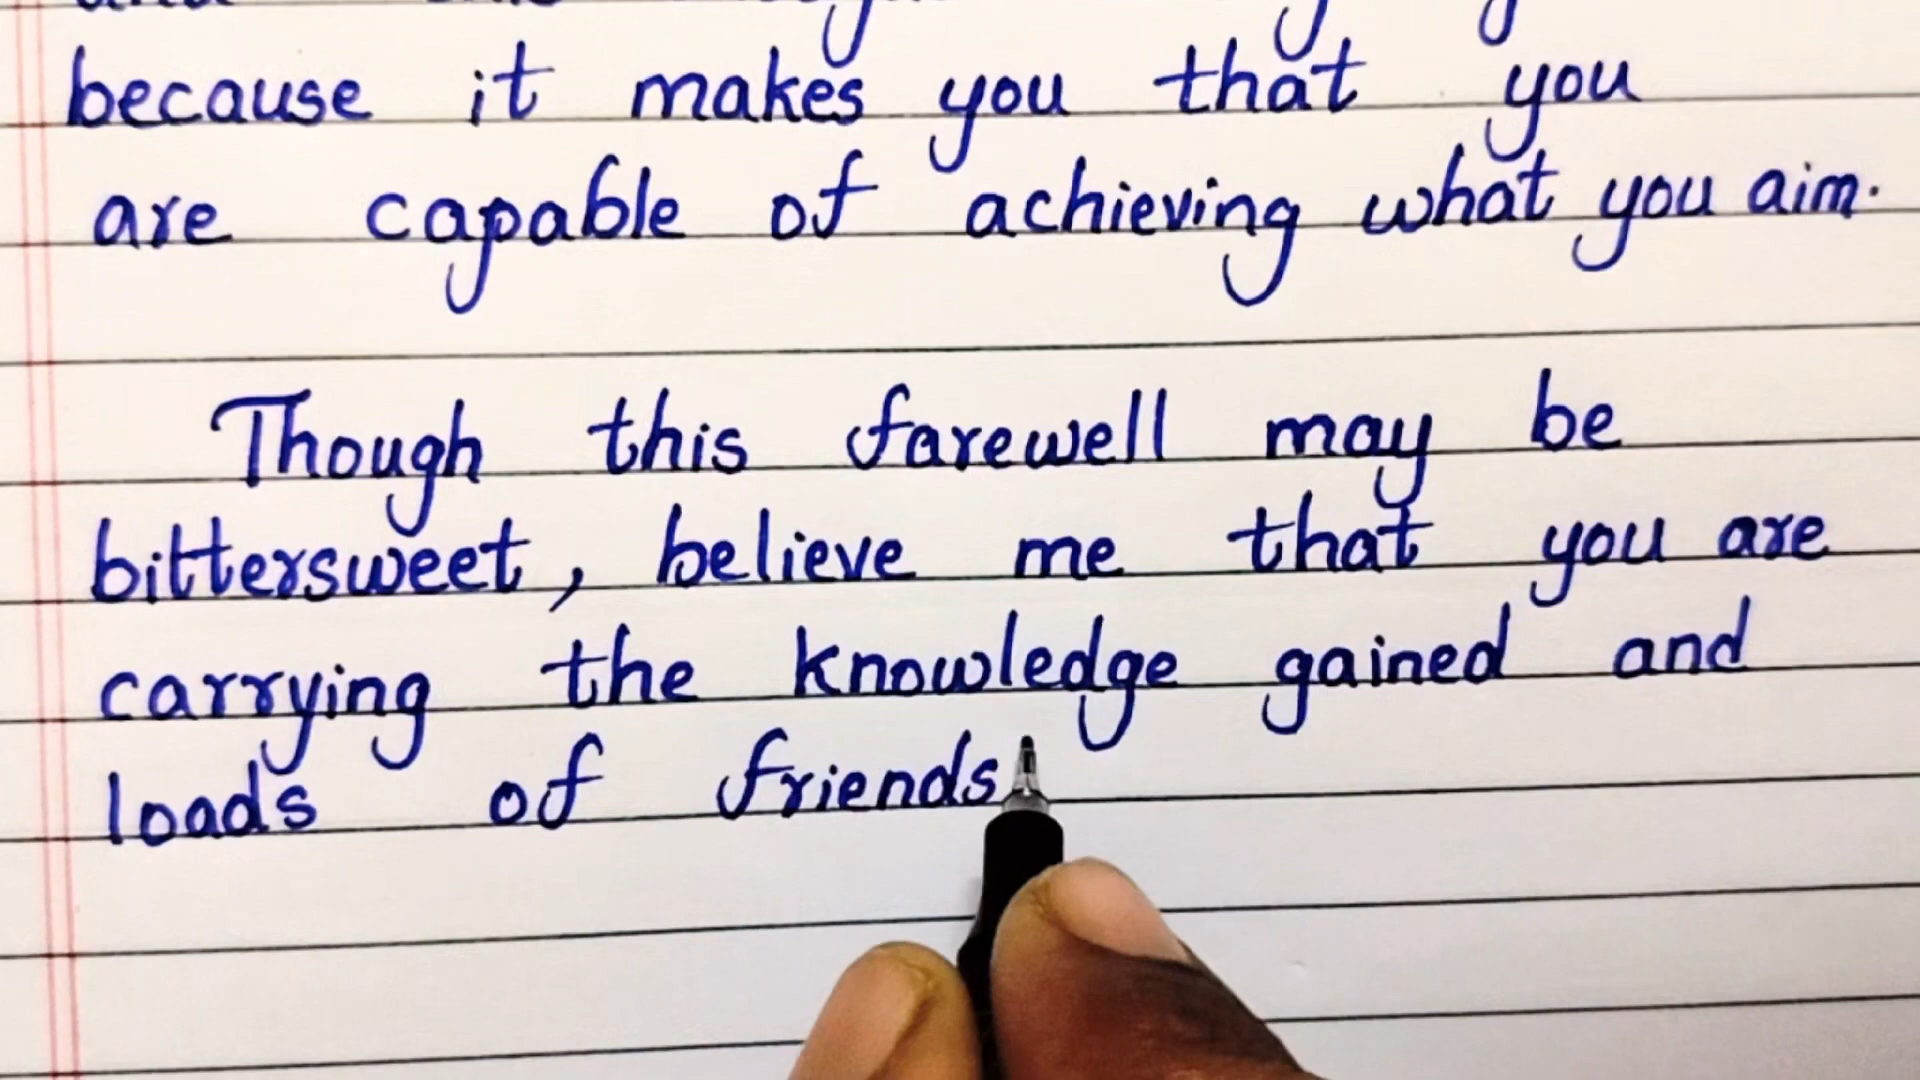 because it makes you that you
are capable of achieving what you aim.
Though this farewell may be
bittersweet, believe me that you are
carrying the knowledge gained and
loads of friends